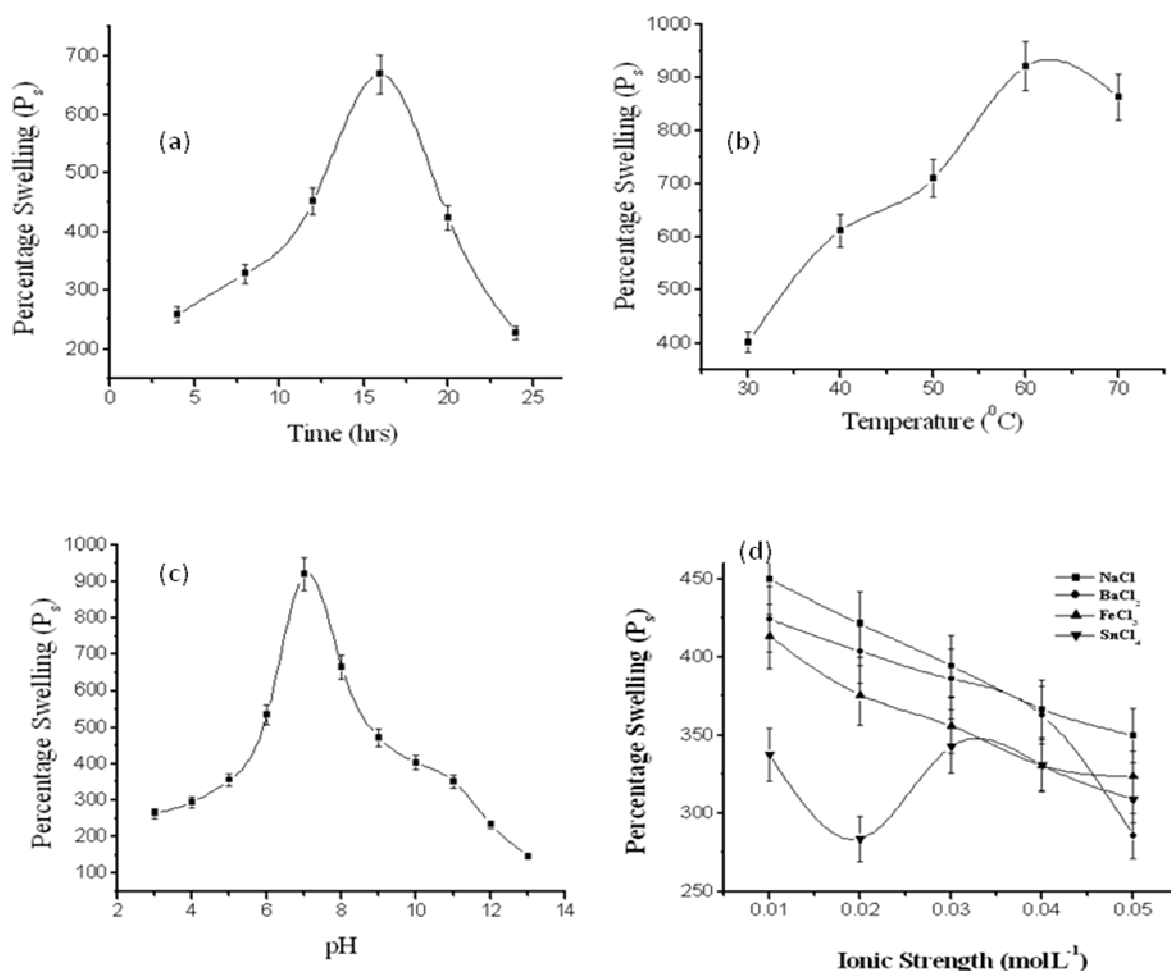 (a)
Percentage Swelling (Pₛ)
700
600
500
400
300
200
0 5 10 15 20 25
Time (hrs)
(b)
Percentage Swelling (Pₛ)
1000
900
800
700
600
500
400
30 40 50 60 70
Temperature (⁰C)
(c)
Percentage Swelling (Pₛ)
1000
900
800
700
600
500
400
300
200
100
2 4 6 8 10 12 14
pH
(d)
Percentage Swelling (Pₛ)
450
400
350
300
250
NaCl
BaCl₂
FeCl₃
SnCl₄
0.01 0.02 0.03 0.04 0.05
Ionic Strength (molL⁻¹)